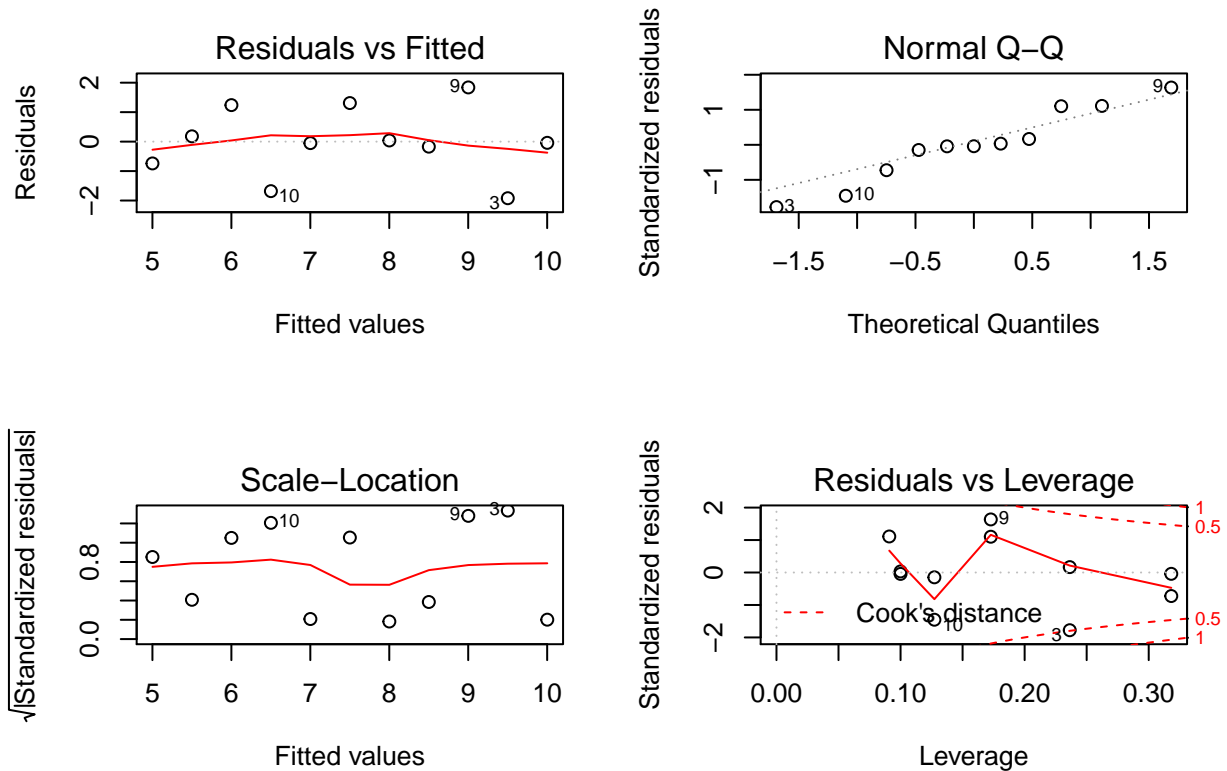 Residuals vs Fitted
Residuals
2
0
−2
9
10
3
5 6 7 8 9 10
Fitted values
Normal Q−Q
Standardized residuals
1
−1
9
10
3
−1.5 −0.5 0.5 1.5
Theoretical Quantiles
Scale−Location
√|Standardized residuals|
0.8
0.0
10
9
3
5 6 7 8 9 10
Fitted values
Residuals vs Leverage
Standardized residuals
2
0
−2
9
10
3
Cook's distance
1
0.5
0.5
1
0.00 0.10 0.20 0.30
Leverage